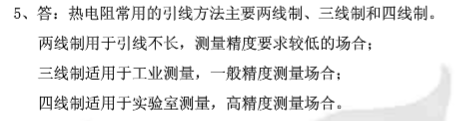 5、答：热电阻常用的引线方法主要两线制、三线制和四线制。
两线制用于引线不长，测量精度要求较低的场合；
三线制适用于工业测量，一般精度测量场合；
四线制适用于实验室测量，高精度测量场合。